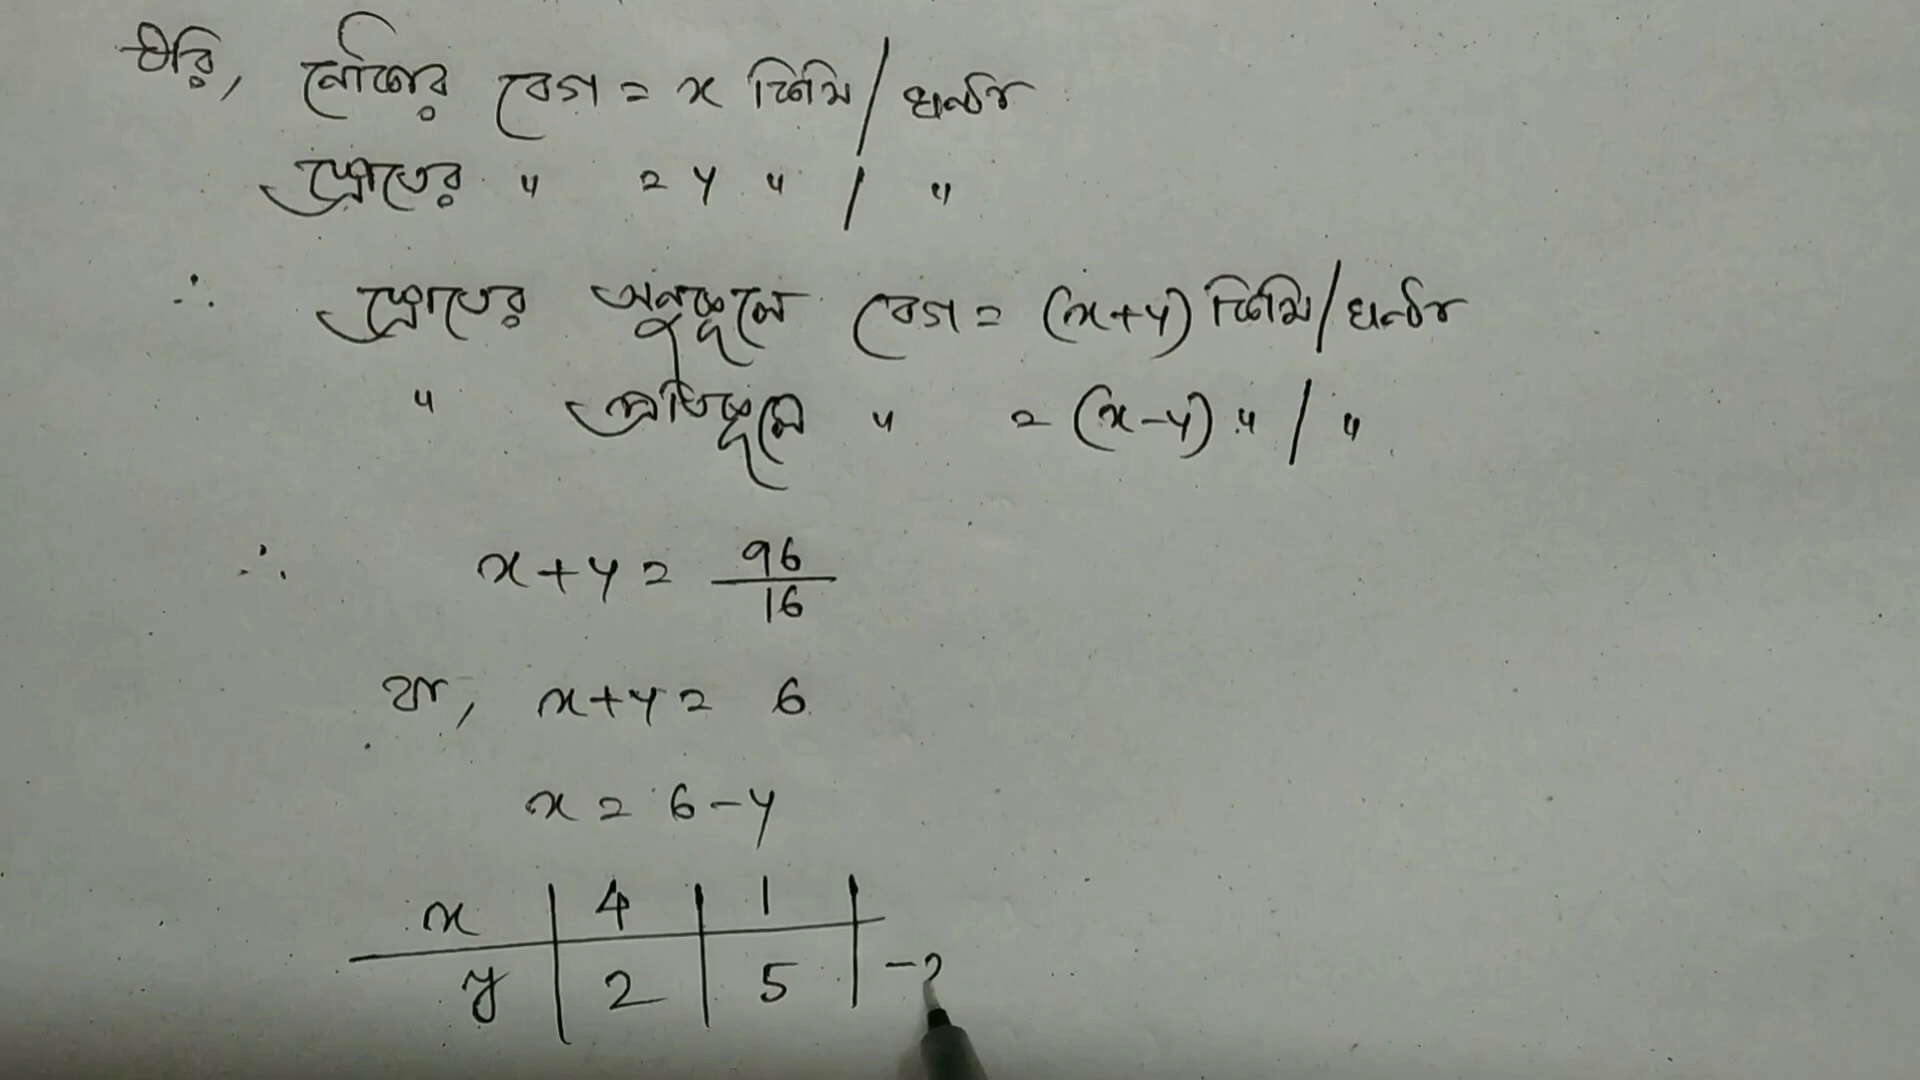 ধরি, নৌকার বেগ = x কিমি/ঘন্টা
স্রোতের " = y " / "
∴ স্রোতের অনুকূলে বেগ = (x+y) কিমি/ঘন্টা
" প্রতিকূলে " = (x-y) " / "
∴ x+y = 96/16
বা, x+y = 6
x = 6-y
x | 4 | 1 |
y | 2 | 5 | -2